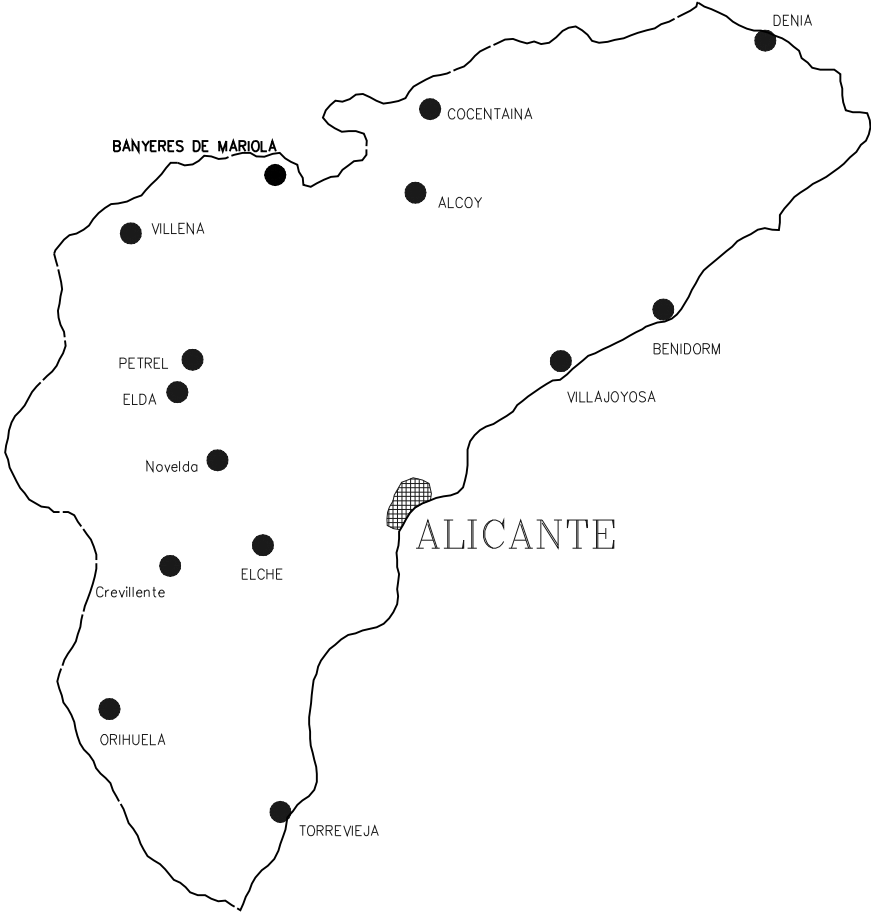 DENIA
COCENTAINA
BANYERES DE MARIOLA
ALCOY
VILLENA
BENIDORM
PETREL
VILLAJOYOSA
ELDA
Novelda
ALICANTE
ELCHE
Crevillente
ORIHUELA
TORREVIEJA